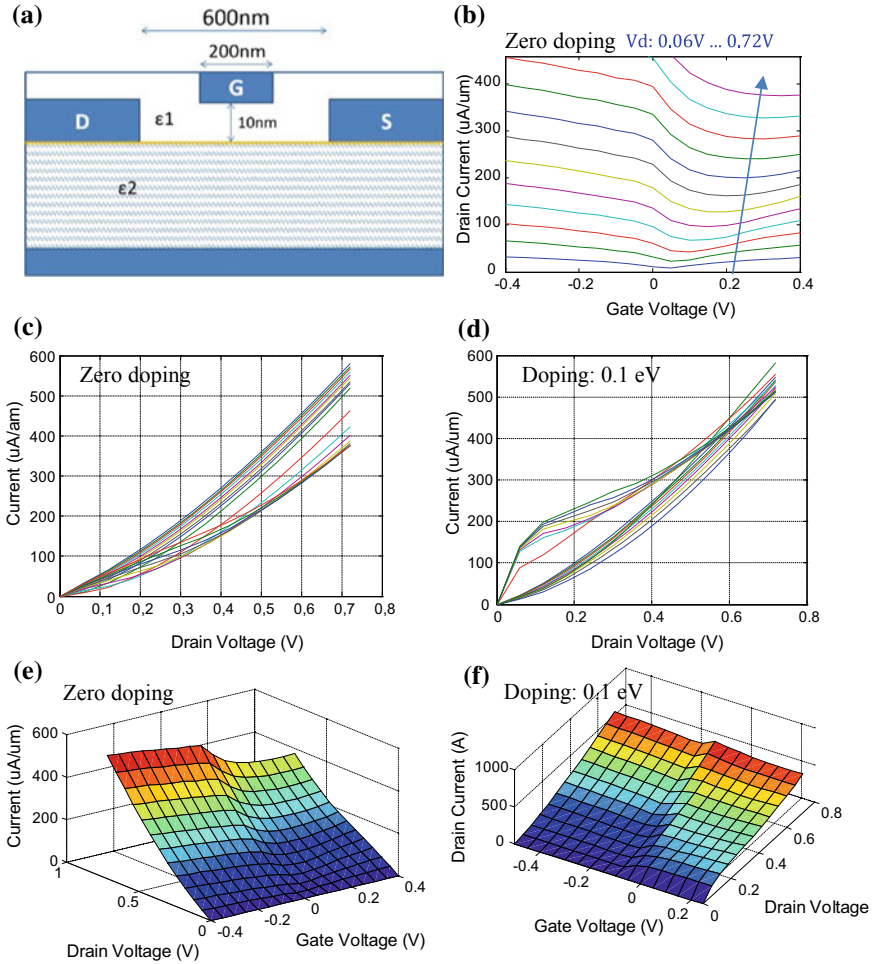 (a)
600nm
200nm
G
D
ε1
10nm
S
ε2
(b)
Zero doping Vd: 0.06V ... 0.72V
Drain Current (uA/um)
400
300
200
100
0
-0.4 -0.2 0 0.2 0.4
Gate Voltage (V)
(c)
Zero doping
Current (uA/am)
600
500
400
300
200
100
0
0 0,1 0,2 0,3 0,4 0,5 0,6 0,7 0,8
Drain Voltage (V)
(d)
Doping: 0.1 eV
Current (uA/um)
600
500
400
300
200
100
0
0 0.2 0.4 0.6 0.8
Drain Voltage (V)
(e)
Zero doping
Current (uA/um)
600
400
200
0
1
0.5
0
Drain Voltage (V)
-0.4 -0.2 0 0.2 0.4
Gate Voltage (V)
(f)
Doping: 0.1 eV
Drain Current (A)
1000
500
0
-0.4 -0.2 0 0.2
Gate Voltage (V)
0 0.2 0.4 0.6 0.8
Drain Voltage